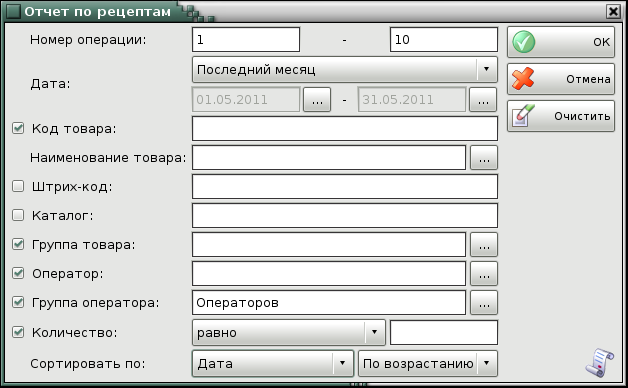 Отчет по рецептам
Номер операции: 1 - 10 OK
Последний месяц
Дата: Отмена
01.05.2011 ... - 31.05.2011 ...
Очистить
Код товара:
Наименование товара: ...
Штрих-код:
Каталог:
Группа товара: ...
Оператор: ...
Группа оператора: Операторов ...
Количество: равно
Сортировать по: Дата По возрастанию